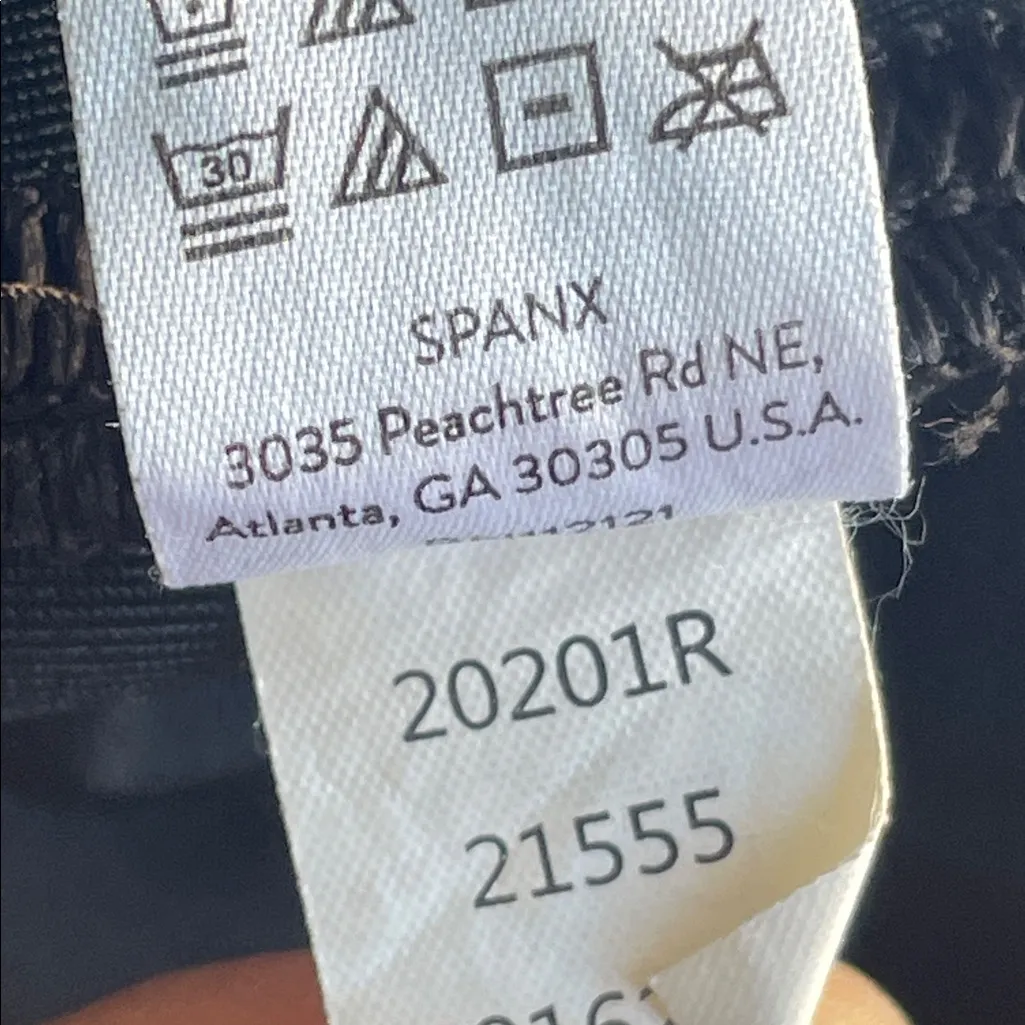 30
SPANX
3035 Peachtree Rd NE,
Atlanta, GA 30305 U.S.A.
20201R
21555